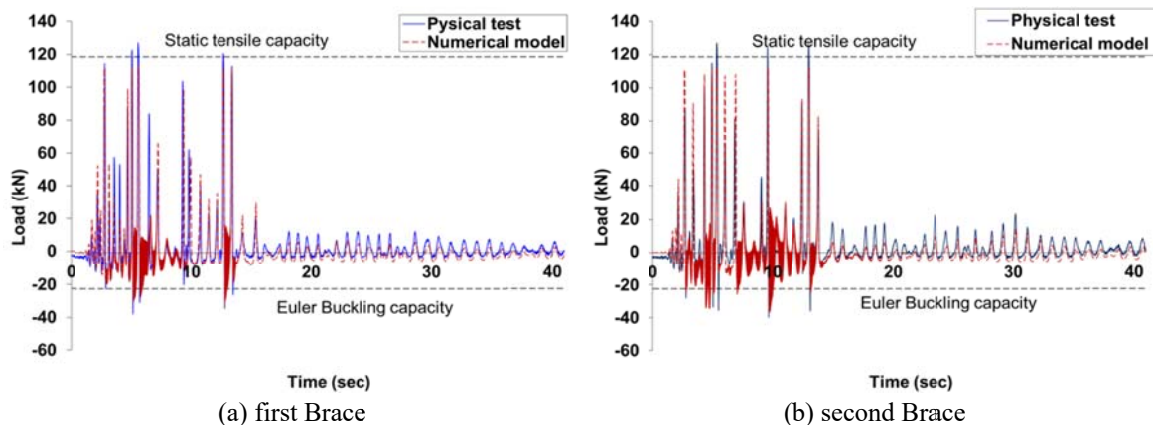 140
120
100
80
60
40
20
0
-20
-40
-60
Load (kN)
Static tensile capacity
Pysical test
Numerical model
0 10 20 30 40
Euler Buckling capacity
Time (sec)
(a) first Brace
140
120
100
80
60
40
20
0
-20
-40
-60
Load (kN)
Static tensile capacity
Physical test
Numerical model
0 10 20 30 40
Euler Buckling capacity
Time (sec)
(b) second Brace